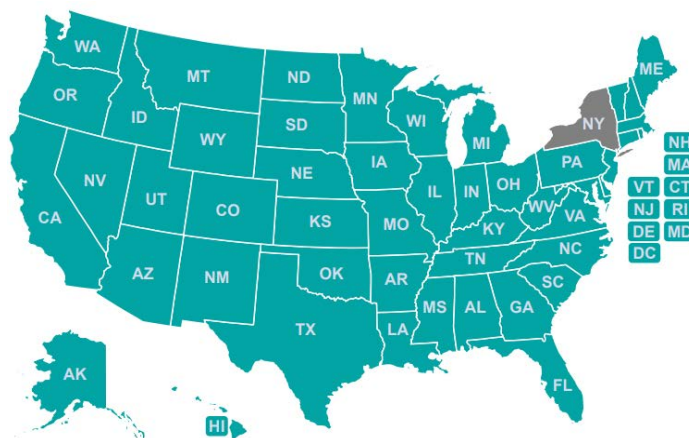 WA
MT
ND
ME
OR
MN
ID
SD
WI
NY
WY
MI
NH
IA
PA
MA
NE
NV
OH
VT
CT
UT
IL
IN
CA
CO
WV
NJ
RI
KS
MO
VA
KY
DE
MD
NC
DC
TN
AZ
OK
NM
AR
SC
MS
AL
GA
TX
LA
AK
FL
HI